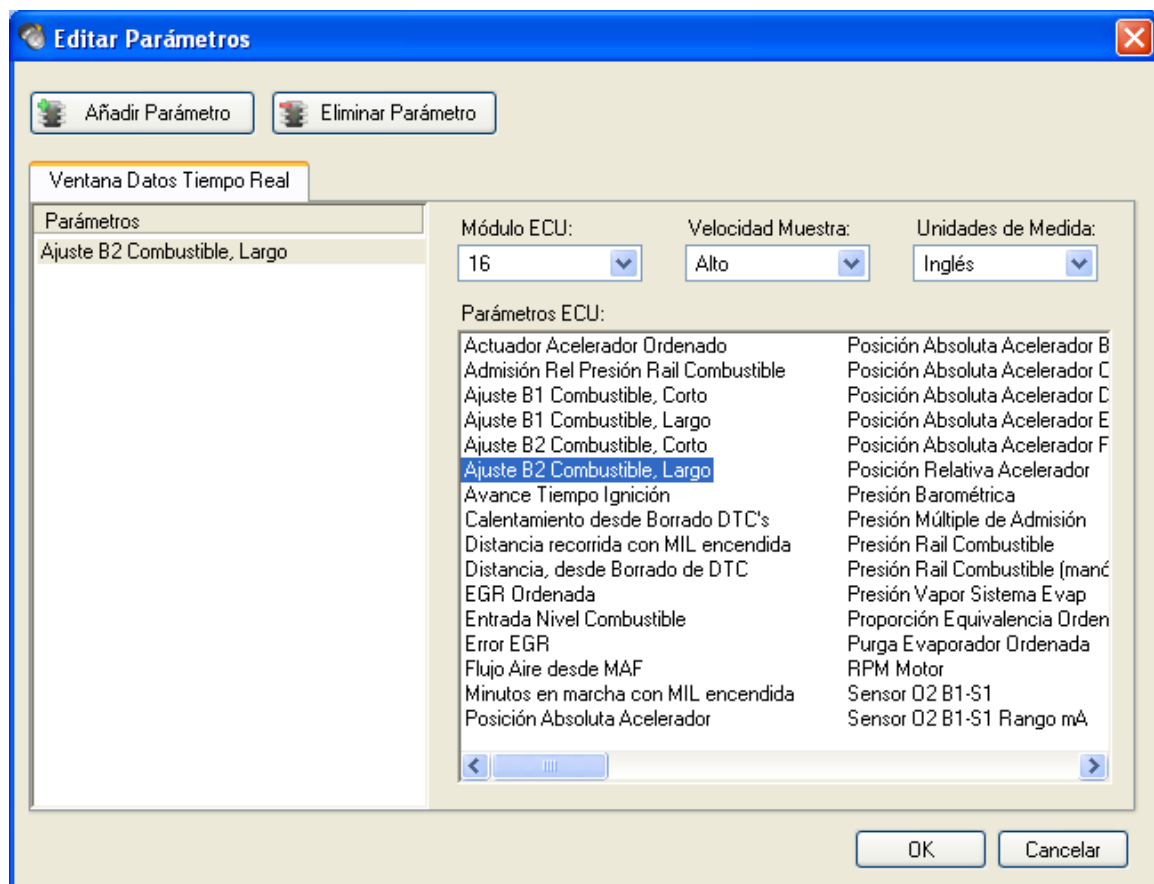 Editar Parámetros
Añadir Parámetro
Eliminar Parámetro
Ventana Datos Tiempo Real
Parámetros
Ajuste B2 Combustible, Largo
Módulo ECU:
Velocidad Muestra:
Unidades de Medida:
16
Alto
Inglés
Parámetros ECU:
Actuador Acelerador Ordenado
Admisión Rel Presión Rail Combustible
Ajuste B1 Combustible, Corto
Ajuste B1 Combustible, Largo
Ajuste B2 Combustible, Corto
Ajuste B2 Combustible, Largo
Avance Tiempo Ignición
Calentamiento desde Borrado DTC's
Distancia recorrida con MIL encendida
Distancia, desde Borrado de DTC
EGR Ordenada
Entrada Nivel Combustible
Error EGR
Flujo Aire desde MAF
Minutos en marcha con MIL encendida
Posición Absoluta Acelerador
Posición Absoluta Acelerador B
Posición Absoluta Acelerador C
Posición Absoluta Acelerador D
Posición Absoluta Acelerador E
Posición Absoluta Acelerador F
Posición Relativa Acelerador
Presión Barométrica
Presión Múltiple de Admisión
Presión Rail Combustible
Presión Rail Combustible (manó
Presión Vapor Sistema Evap
Proporción Equivalencia Orden
Purga Evaporador Ordenada
RPM Motor
Sensor O2 B1-S1
Sensor O2 B1-S1 Rango mA
OK
Cancelar